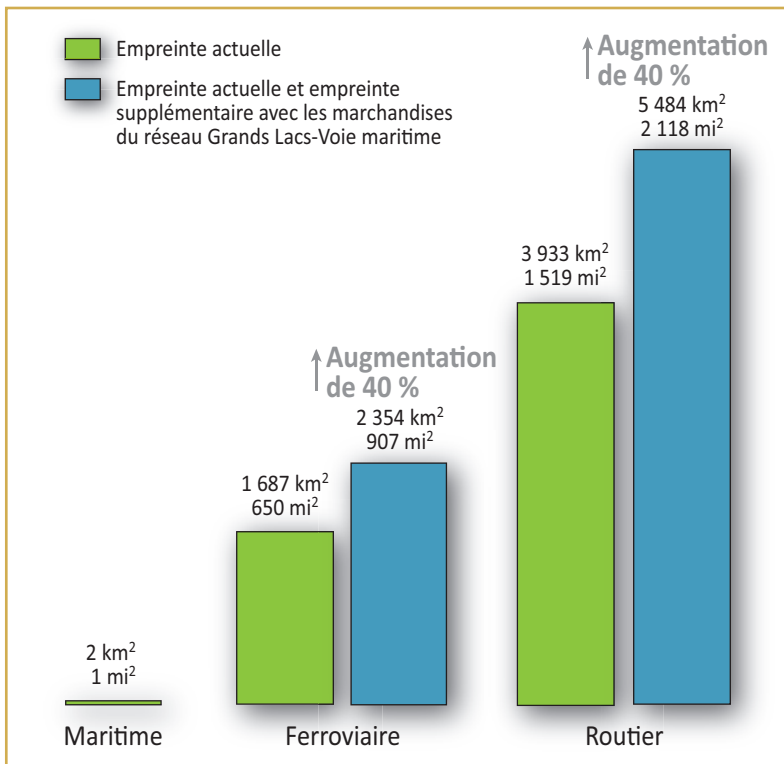 Empreinte actuelle
Empreinte actuelle et empreinte
supplémentaire avec les marchandises
du réseau Grands Lacs-Voie maritime
Augmentation
de 40 %
5 484 km²
2 118 mi²
3 933 km²
1 519 mi²
Augmentation
de 40 %
2 354 km²
907 mi²
1 687 km²
650 mi²
2 km²
1 mi²
Maritime
Ferroviaire
Routier